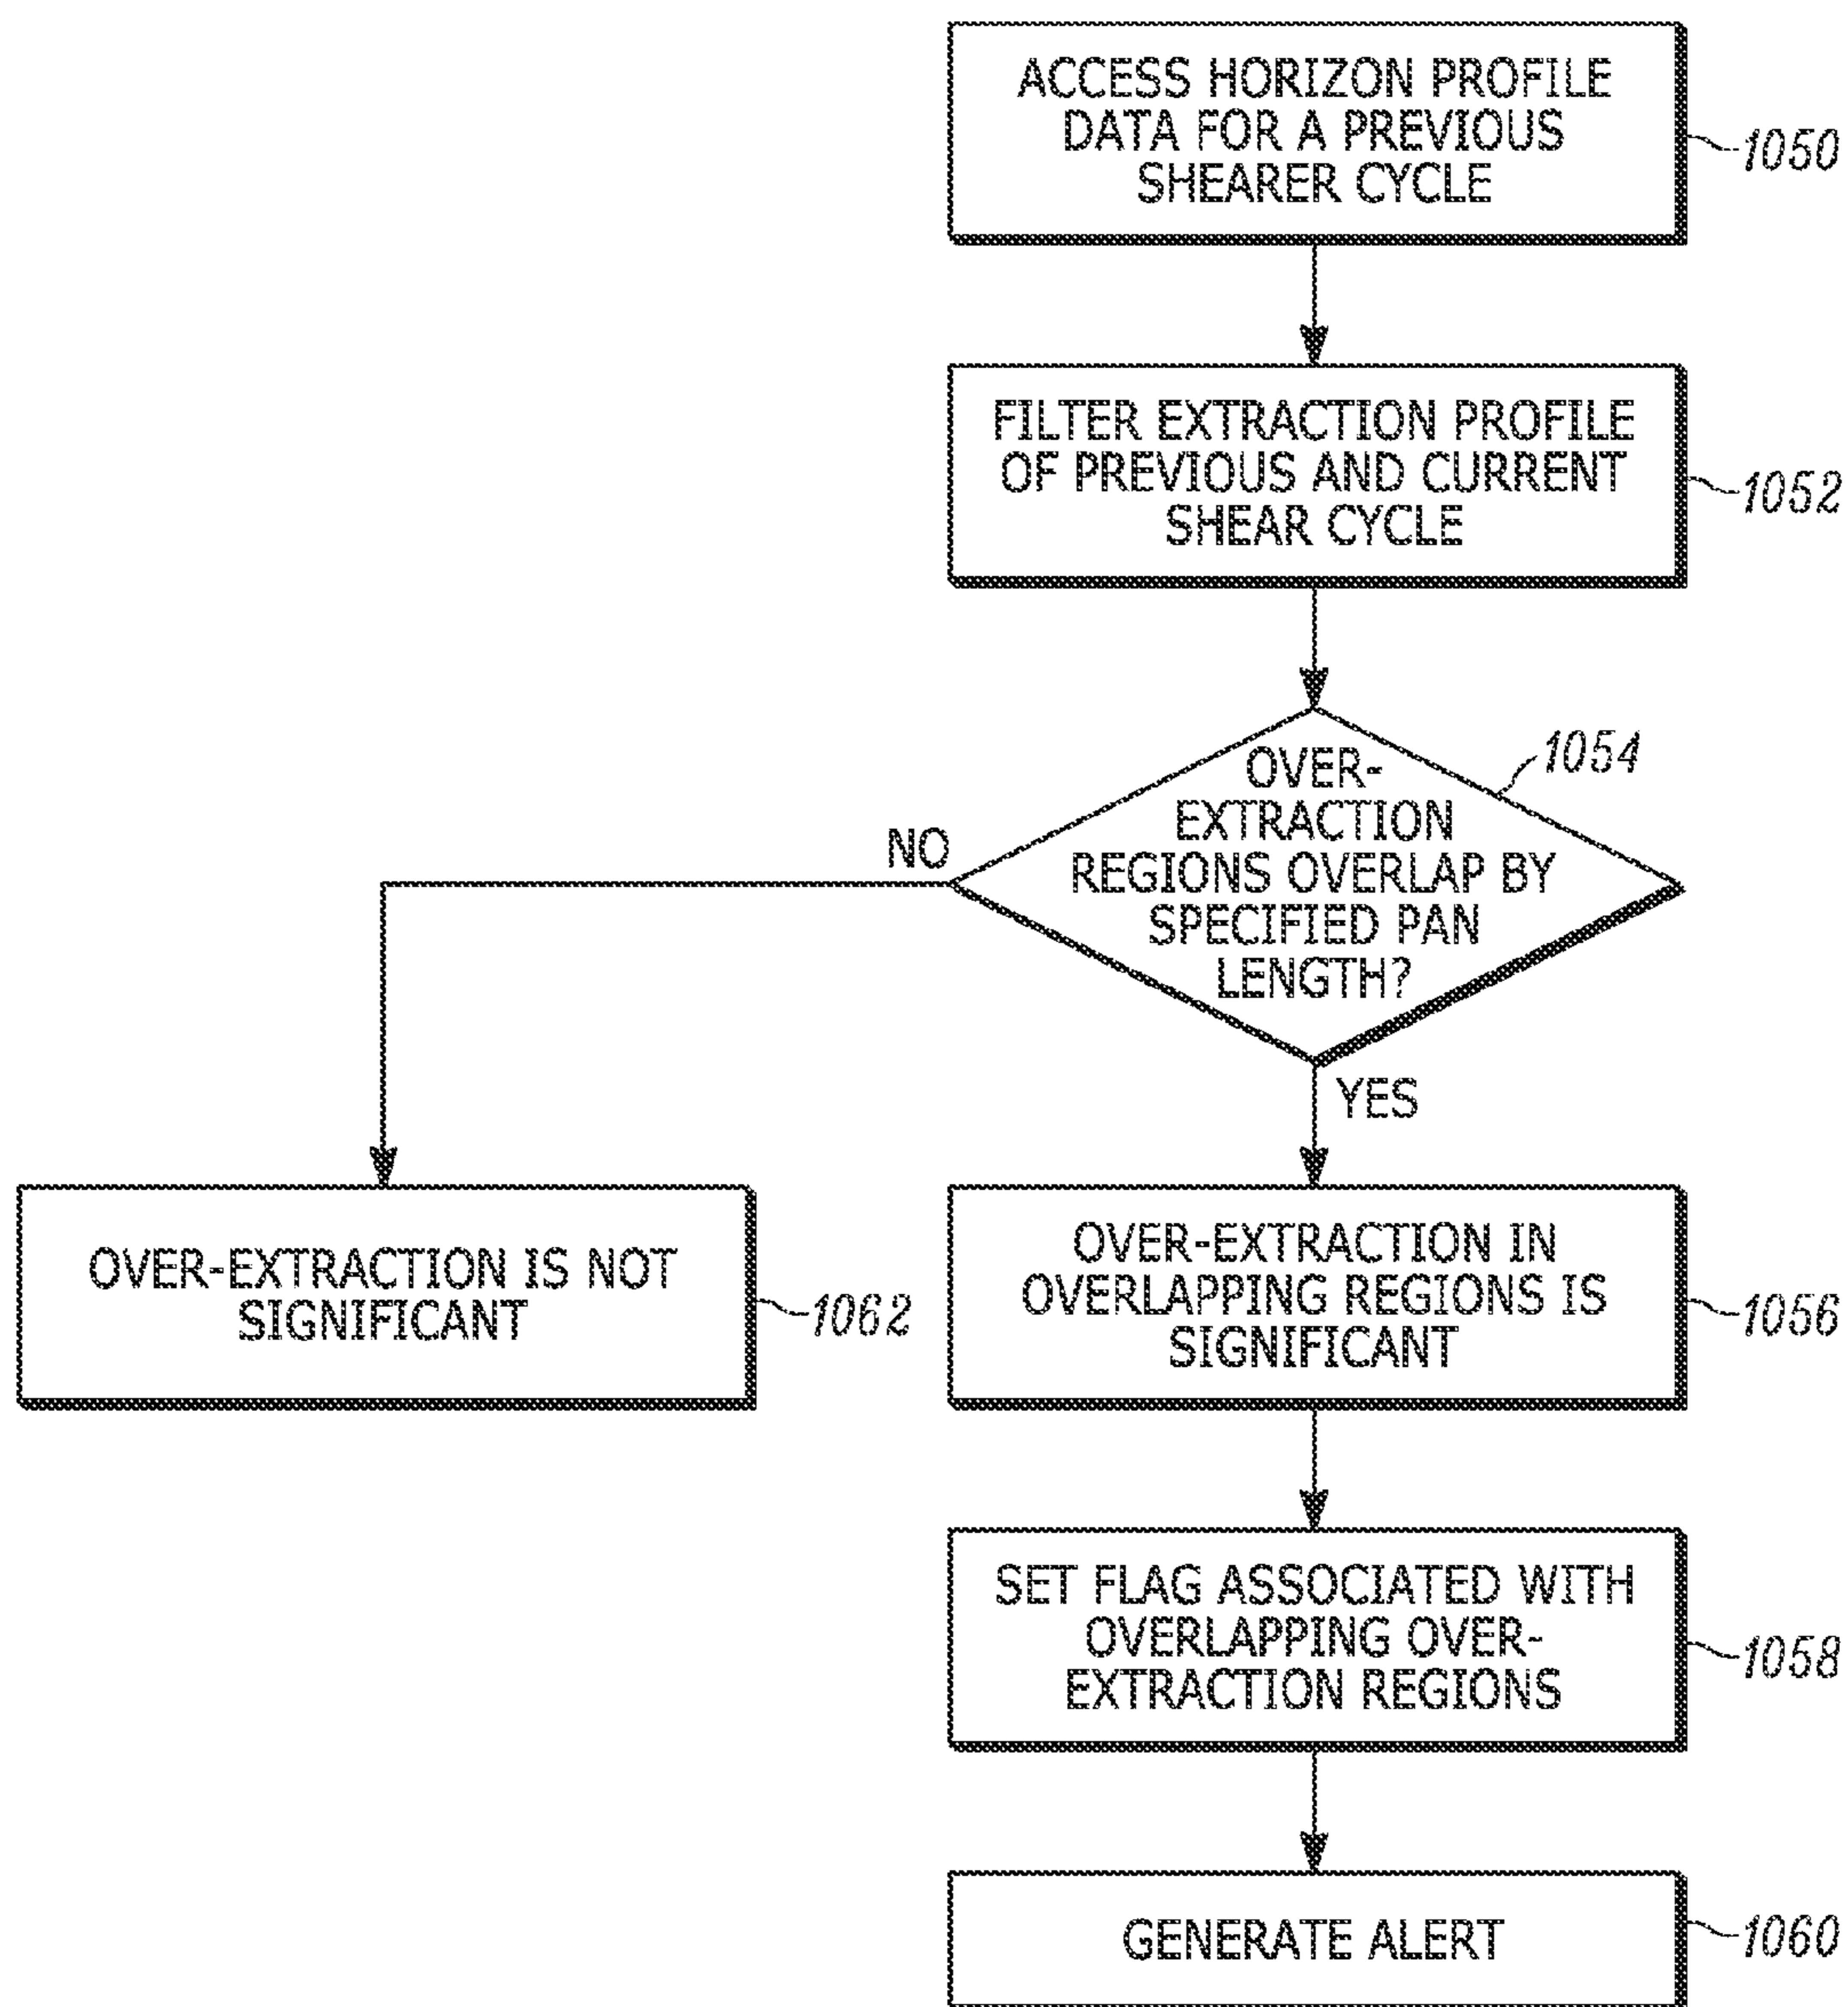 ACCESS HORIZON PROFILE
DATA FOR A PREVIOUS
SHEARER CYCLE
1050
FILTER EXTRACTION PROFILE
OF PREVIOUS AND CURRENT
SHEAR CYCLE
1052
OVER-
EXTRACTION
REGIONS OVERLAP BY
SPECIFIED PAN
LENGTH?
1054
NO
YES
OVER-EXTRACTION IS NOT
SIGNIFICANT
1062
OVER-EXTRACTION IN
OVERLAPPING REGIONS IS
SIGNIFICANT
1056
SET FLAG ASSOCIATED WITH
OVERLAPPING OVER-
EXTRACTION REGIONS
1058
GENERATE ALERT
1060